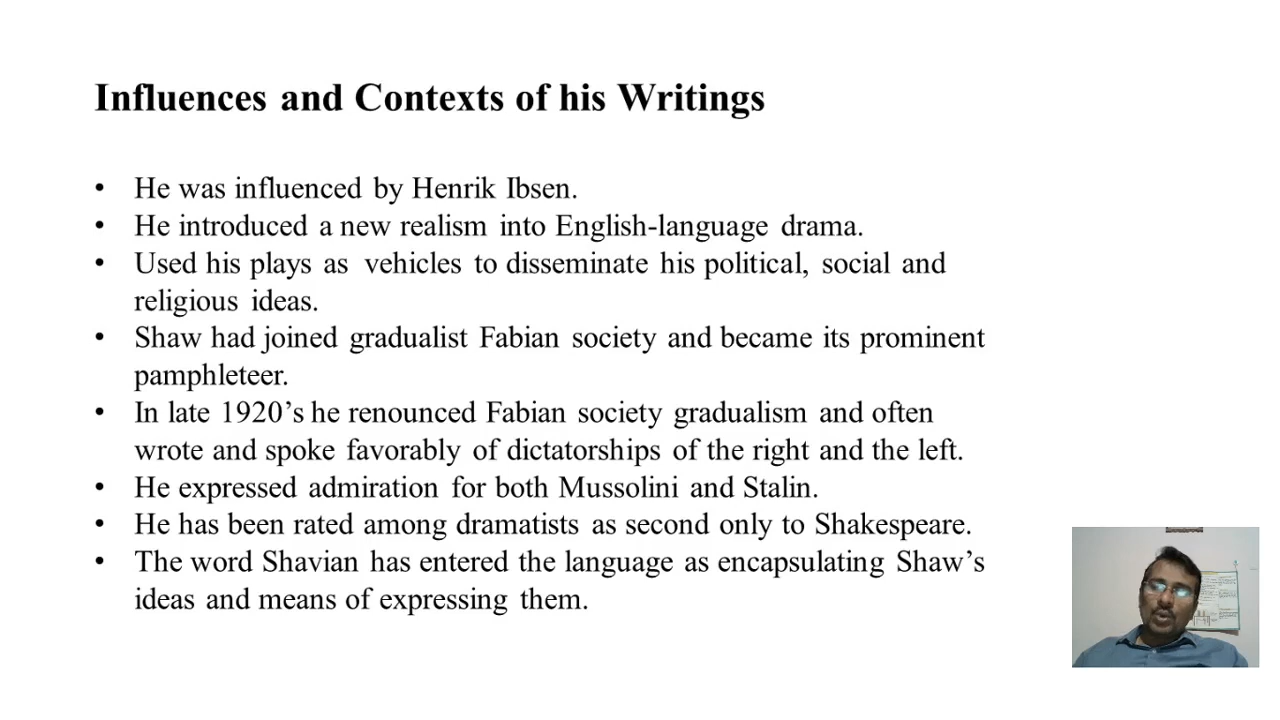 Influences and Contexts of his Writings
• He was influenced by Henrik Ibsen.
• He introduced a new realism into English-language drama.
• Used his plays as vehicles to disseminate his political, social and
religious ideas.
• Shaw had joined gradualist Fabian society and became its prominent
pamphleteer.
• In late 1920’s he renounced Fabian society gradualism and often
wrote and spoke favorably of dictatorships of the right and the left.
• He expressed admiration for both Mussolini and Stalin.
• He has been rated among dramatists as second only to Shakespeare.
• The word Shavian has entered the language as encapsulating Shaw’s
ideas and means of expressing them.